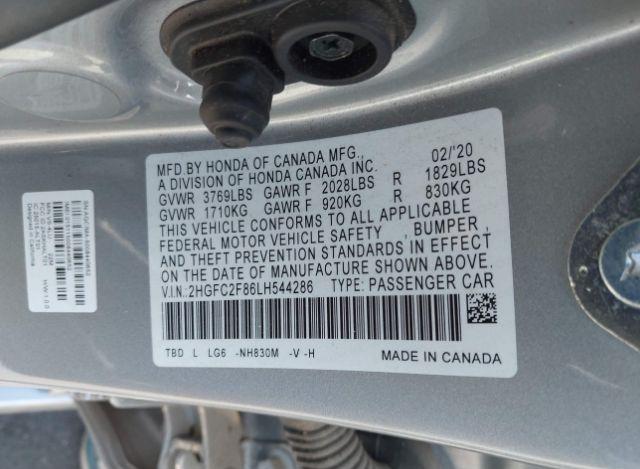 MFD.BY HONDA OF CANADA MFG., 02/'20
A DIVISION OF HONDA CANADA INC.
GVWR 3769LBS GAWR F 2028LBS R 1829LBS
GVWR 1710KG GAWR F 920KG R 830KG
THIS VEHICLE CONFORMS TO ALL APPLICABLE
FEDERAL MOTOR VEHICLE SAFETY , BUMPER ,
AND THEFT PREVENTION STANDARDS IN EFFECT
ON THE DATE OF MANUFACTURE SHOWN ABOVE.
V.I.N.: 2HGFC2F86LH544286 TYPE: PASSENGER CAR
TBD L LG6 -NH830M -V -H
MADE IN CANADA
Designed in California